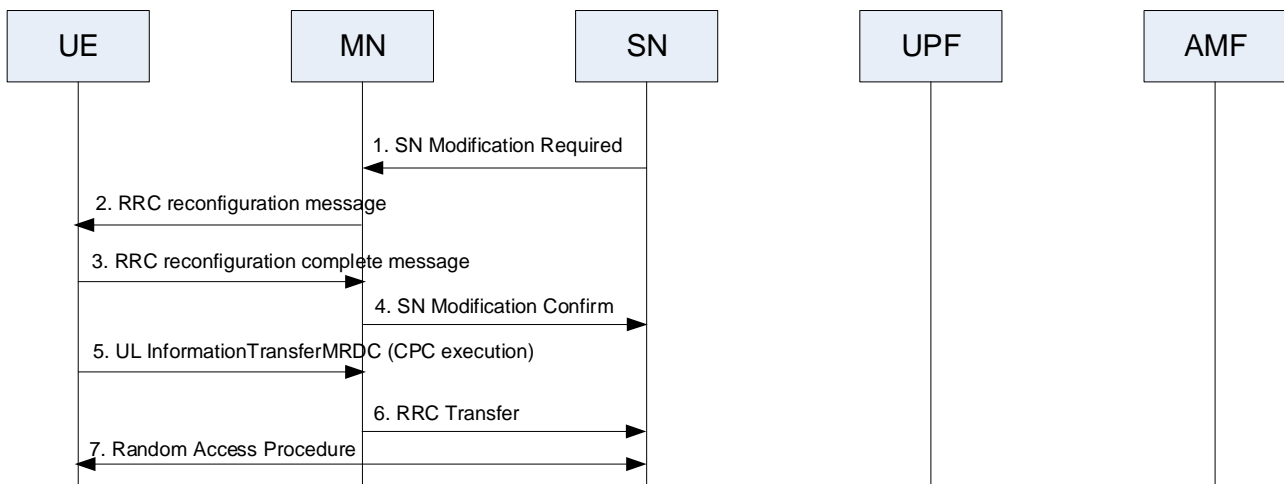 UE
MN
SN
UPF
AMF
1. SN Modification Required
2. RRC reconfiguration message
3. RRC reconfiguration complete message
4. SN Modification Confirm
5. UL InformationTransferMRDC (CPC execution)
6. RRC Transfer
7. Random Access Procedure